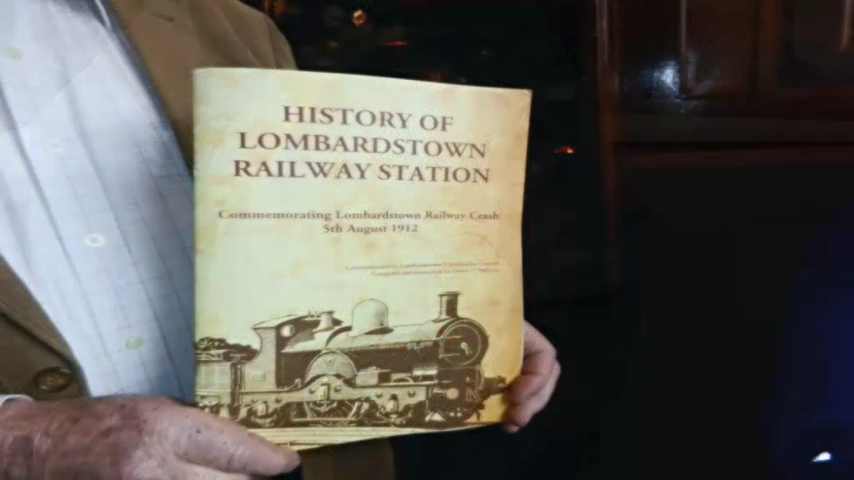 HISTORY OF
LOMBARDSTOWN
RAILWAY STATION
Commemorating Lombardstown Railway Crash
5th August 1912